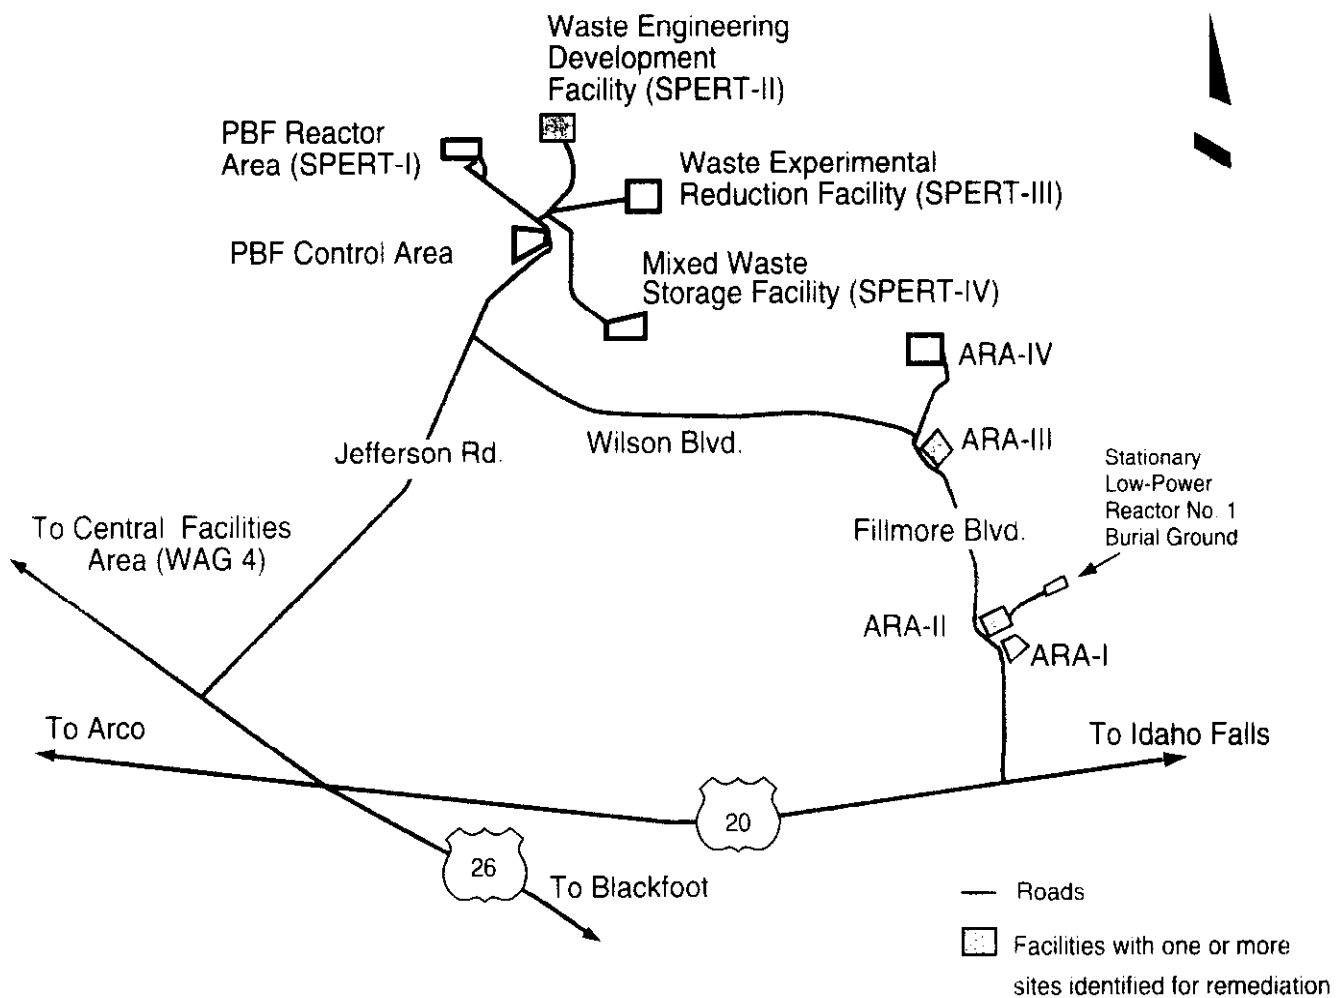 Waste Engineering
Development
Facility (SPERT-II)
PBF Reactor
Area (SPERT-I)
Waste Experimental
Reduction Facility (SPERT-III)
PBF Control Area
Mixed Waste
Storage Facility (SPERT-IV)
ARA-IV
ARA-III
Wilson Blvd.
Jefferson Rd.
Stationary
Low-Power
Reactor No. 1
Burial Ground
To Central Facilities
Area (WAG 4)
Fillmore Blvd.
ARA-II
ARA-I
To Arco
To Idaho Falls
20
26
To Blackfoot
Roads
Facilities with one or more
sites identified for remediation